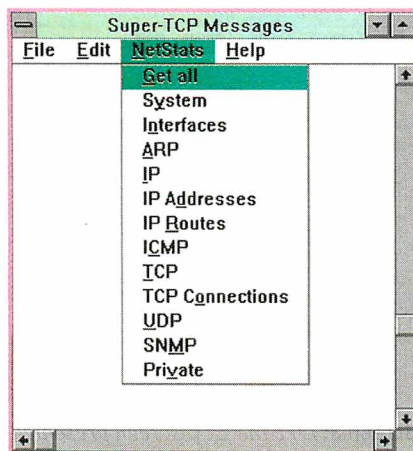 Super-TCP Messages
File Edit NetStats Help
Get all
System
Interfaces
ARP
IP
IP Addresses
IP Routes
ICMP
TCP
TCP Connections
UDP
SNMP
Private